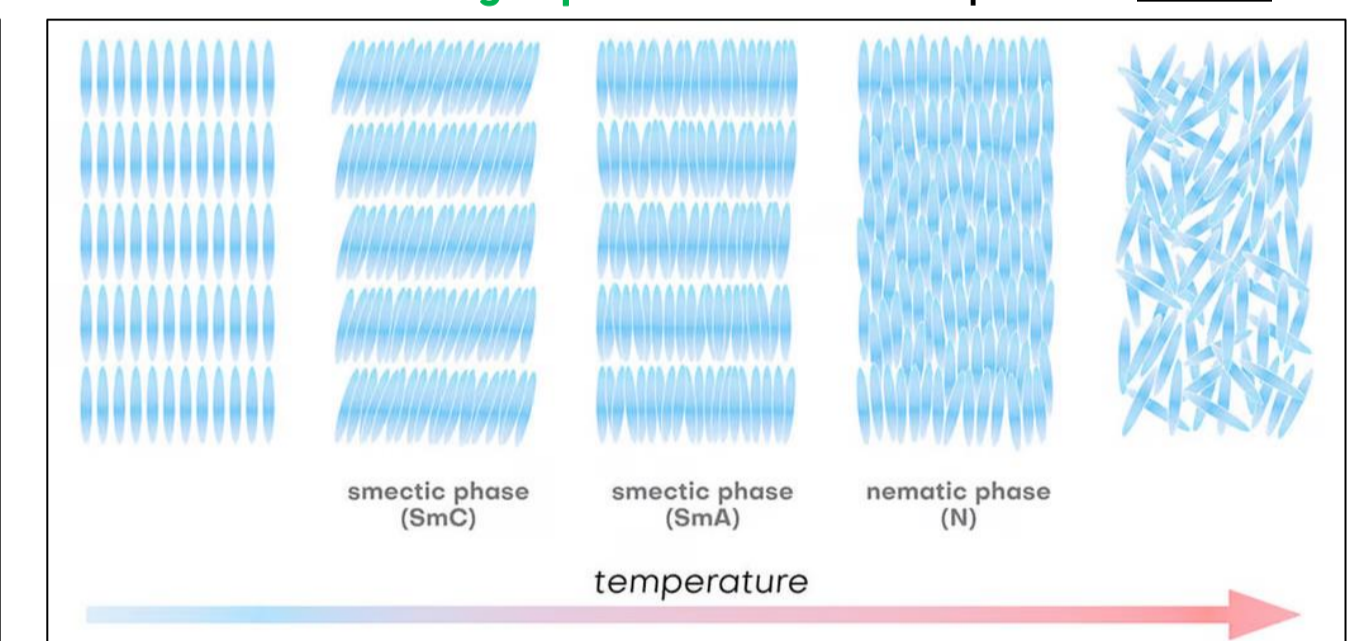 smectic phase
(SmC)
smectic phase
(SmA)
nematic phase
(N)
temperature